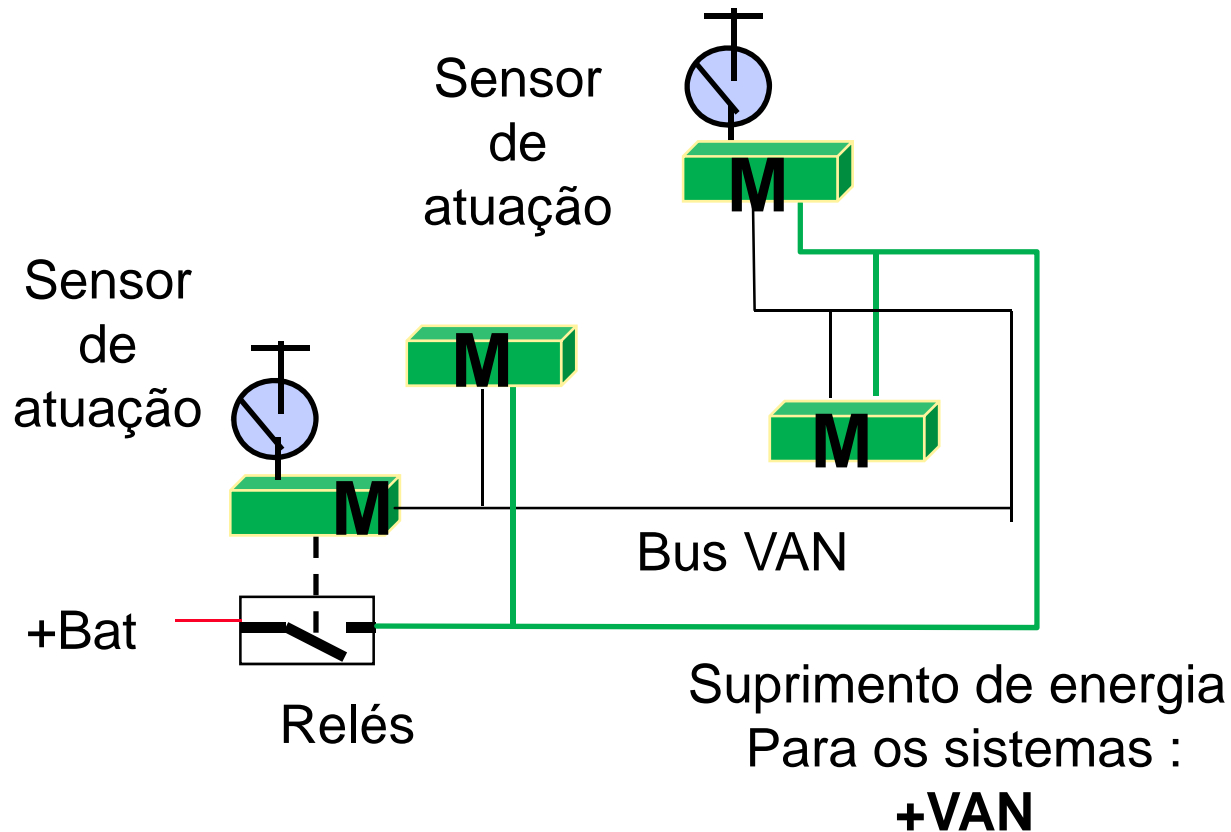 Sensor
de
atuação
M
Sensor
de
atuação
M
M
M
Bus VAN
+Bat
Relés
Suprimento de energia
Para os sistemas :
+VAN